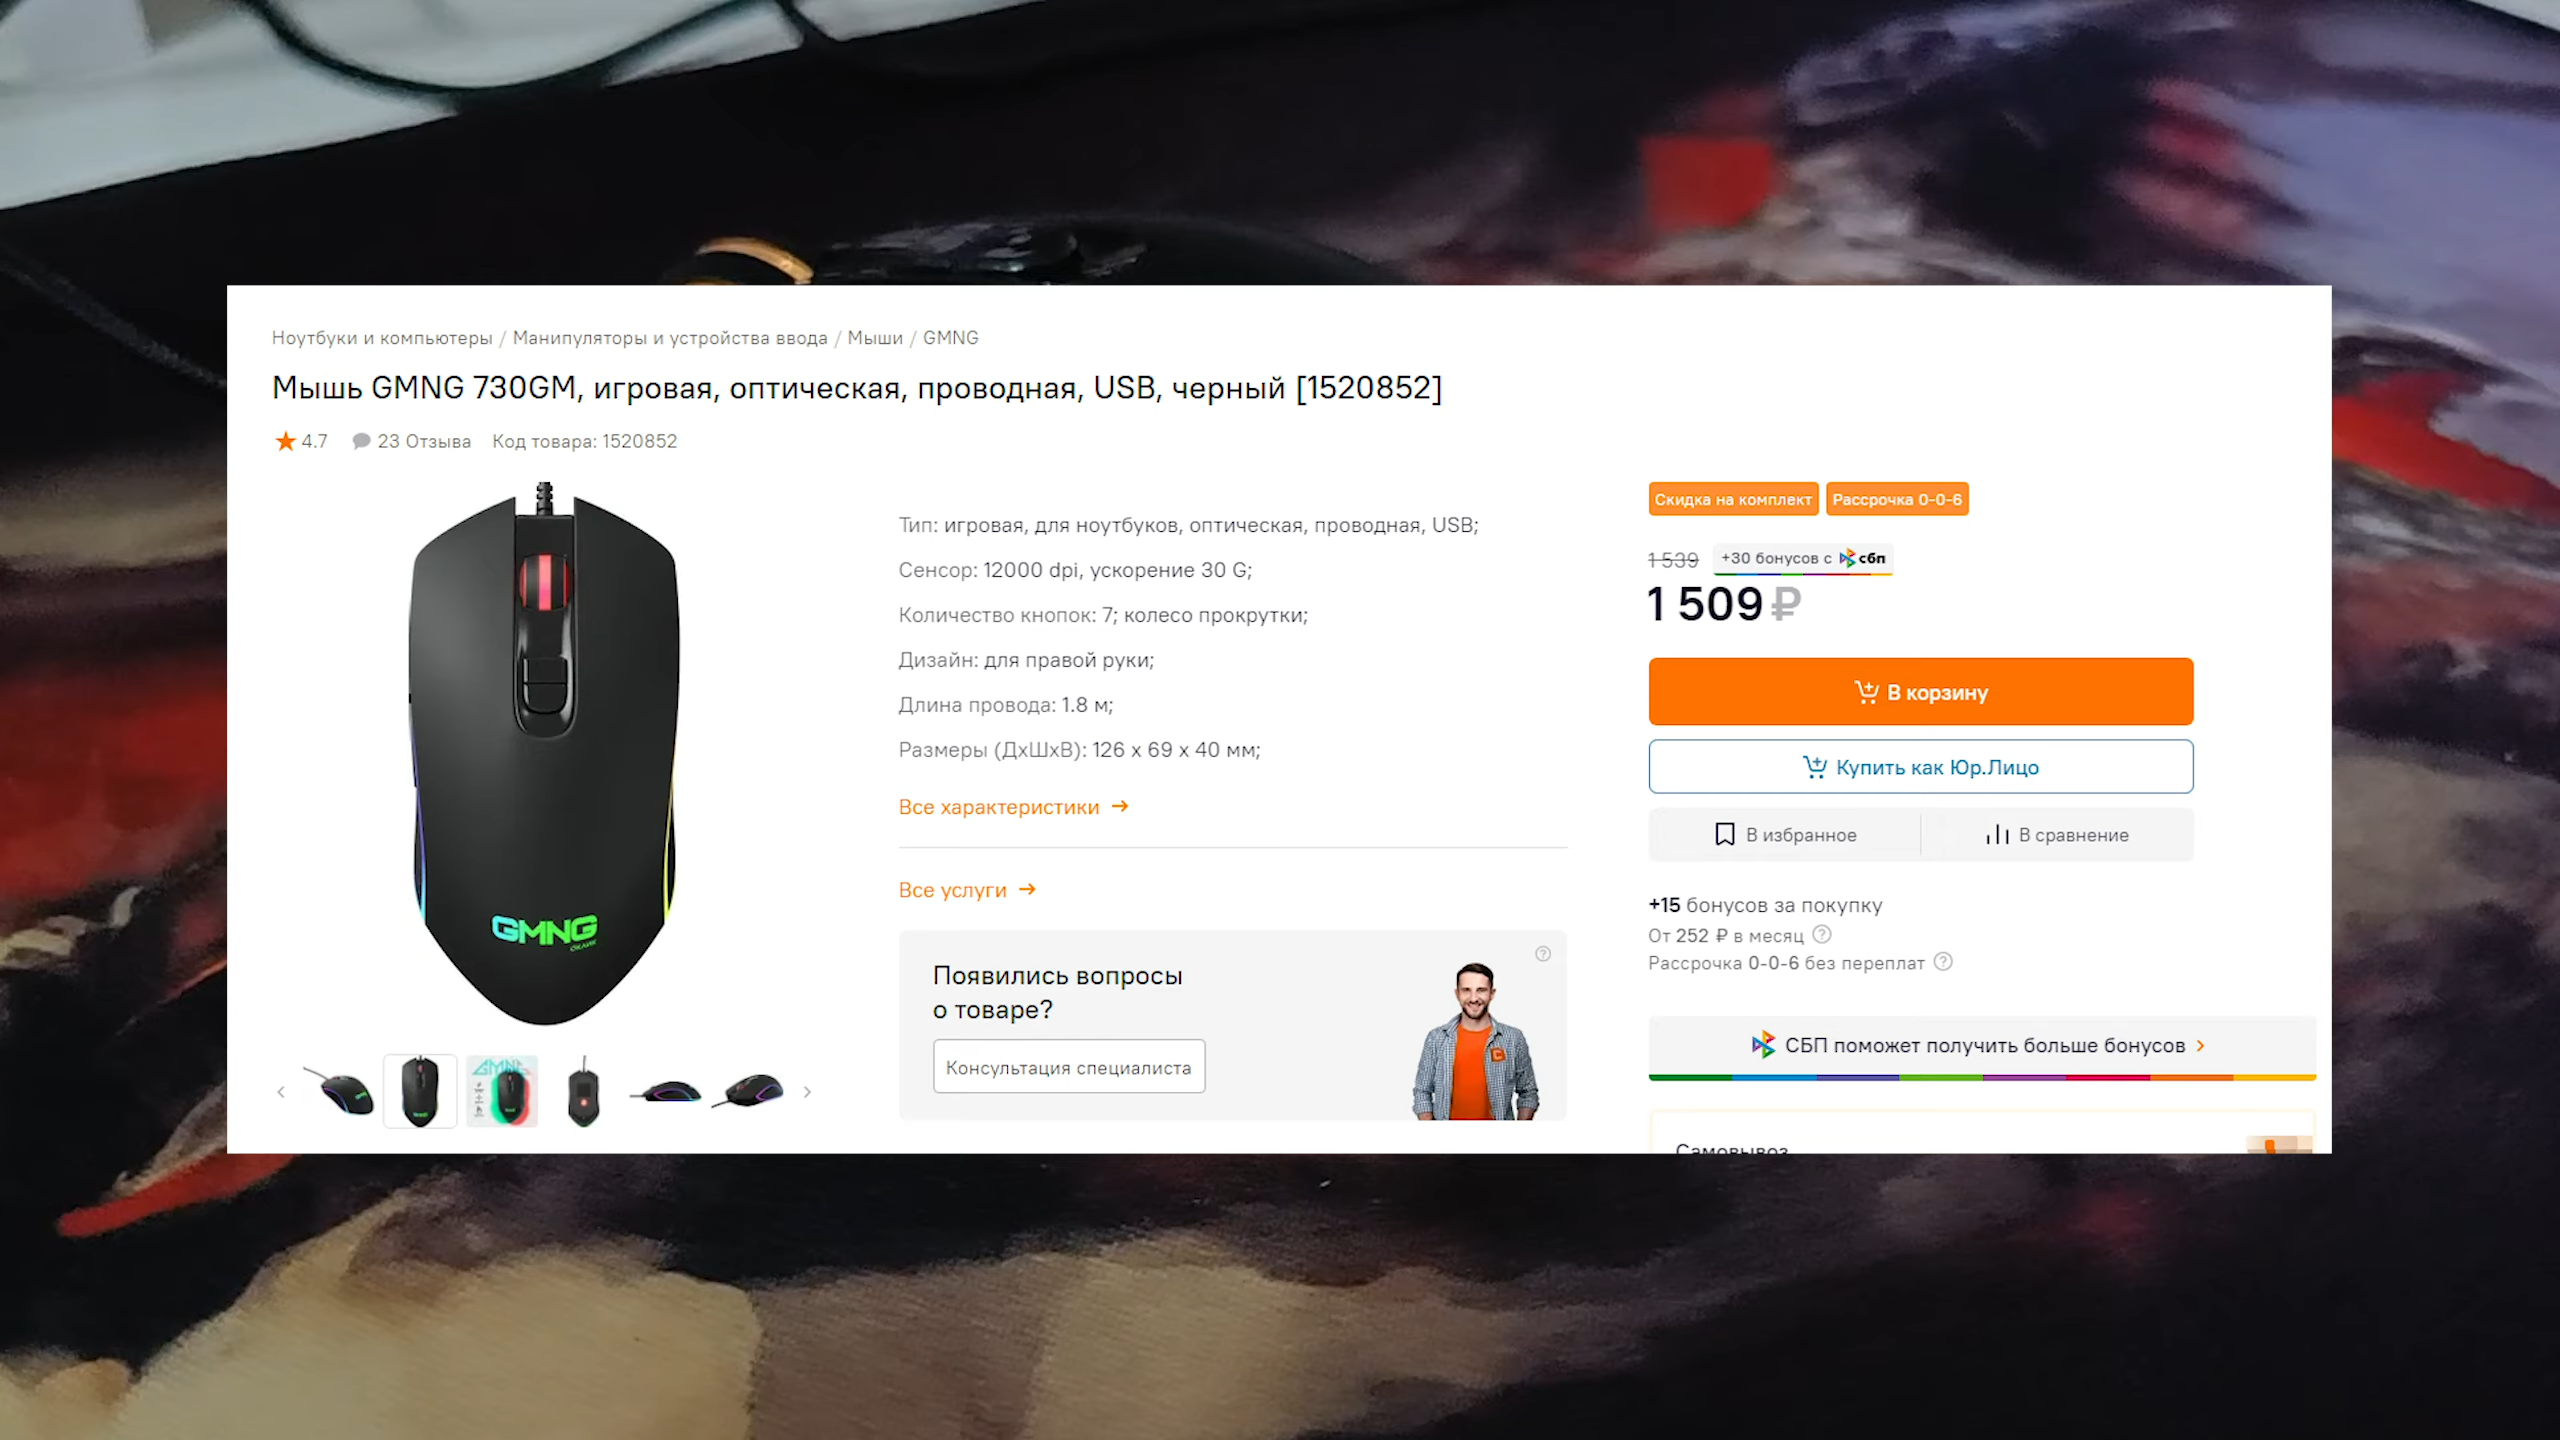 Ноутбуки и компьютеры / Манипуляторы и устройства ввода / Мыши / GMNG
Мышь GMNG 730GM, игровая, оптическая, проводная, USB, черный [1520852]
4.7 23 Отзыва Код товара: 1520852
GMNG
ОКЛИК
GMNG
Тип: игровая, для ноутбуков, оптическая, проводная, USB;
Сенсор: 12000 dpi, ускорение 30 G;
Количество кнопок: 7; колесо прокрутки;
Дизайн: для правой руки;
Длина провода: 1.8 м;
Размеры (ДхШхВ): 126 х 69 х 40 мм;
Все характеристики →
Все услуги →
Появились вопросы
о товаре?
Консультация специалиста
Скидка на комплект Рассрочка 0-0-6
1 539 +30 бонусов с сбп
1 509 ₽
В корзину
Купить как Юр.Лицо
В избранное В сравнение
+15 бонусов за покупку
От 252 ₽ в месяц ?
Рассрочка 0-0-6 без переплат ?
СБП поможет получить больше бонусов >
Самовывоз